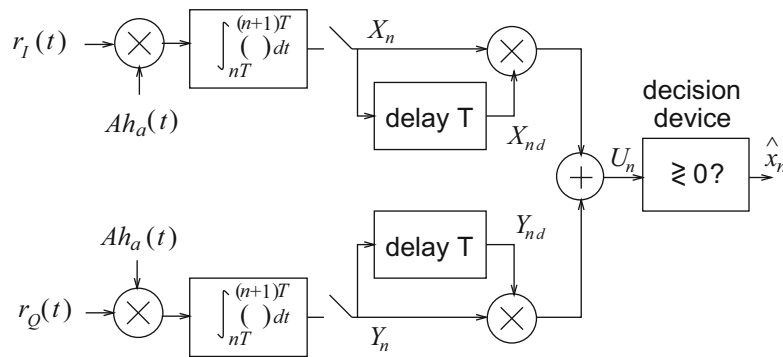 r_I(t)
Ah_a(t)
∫_{nT}^{(n+1)T} ( ) dt
X_n
delay T
X_{nd}
decision
device
U_n
≷ 0?
\hat{x}_n
+
Ah_a(t)
r_Q(t)
∫_{nT}^{(n+1)T} ( ) dt
delay T
Y_{nd}
Y_n